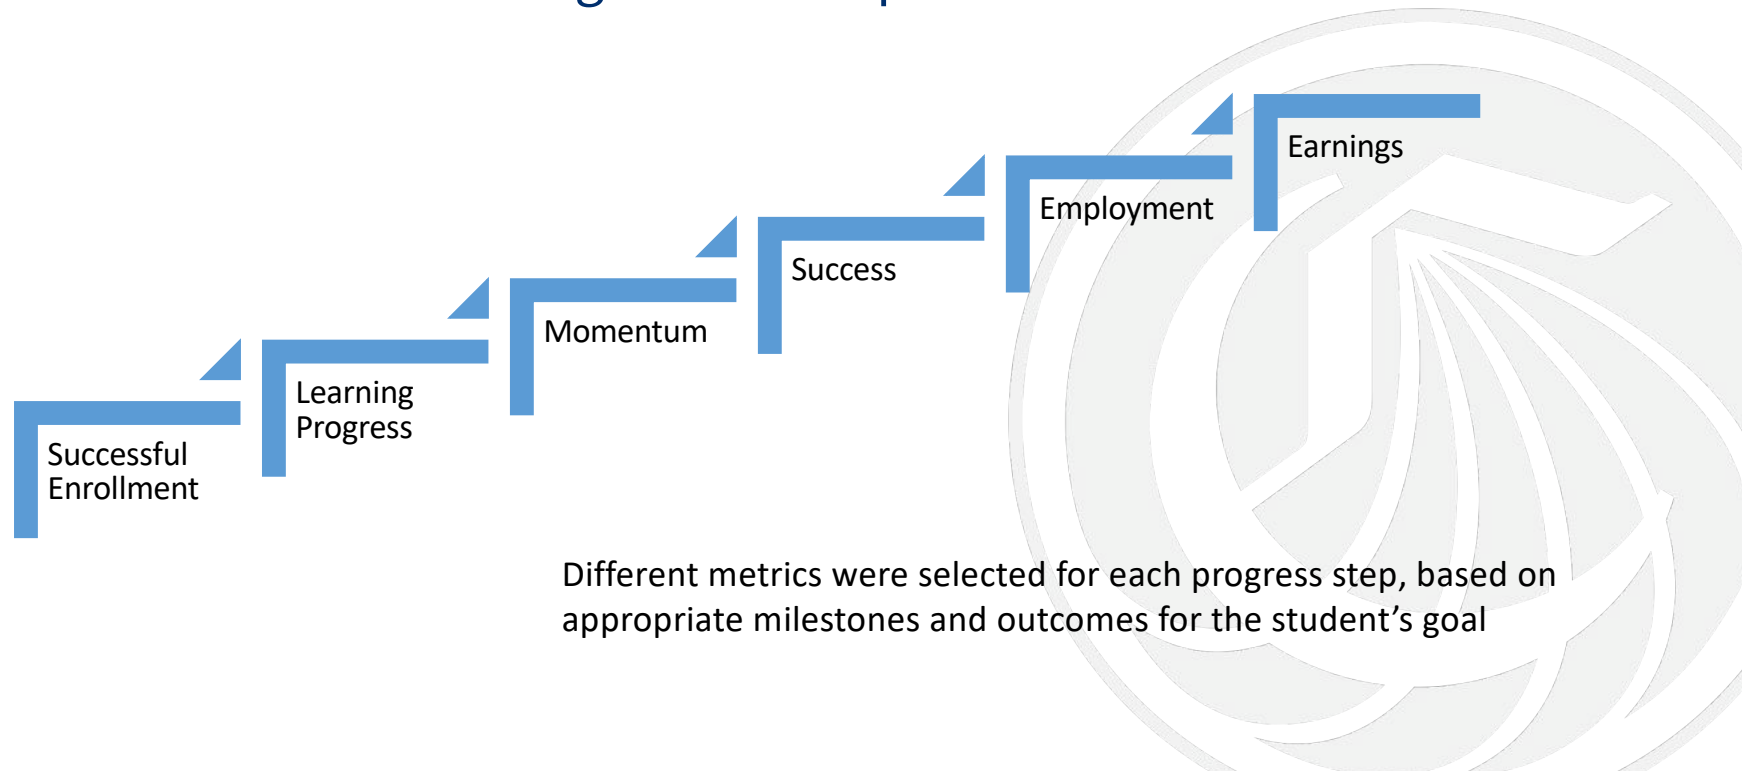 Successful
Enrollment
Learning
Progress
Momentum
Success
Employment
Earnings
Different metrics were selected for each progress step, based on
appropriate milestones and outcomes for the student’s goal